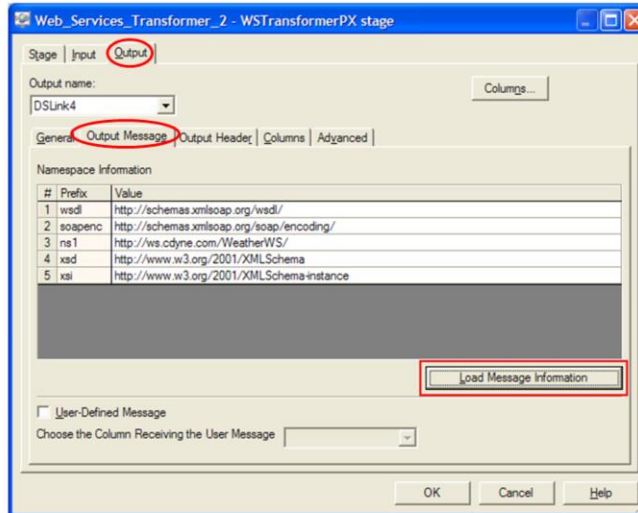 Web_Services_Transformer_2 - WSTransformerPX stage
Stage Input Output
Output name:
DSLink4
Columns...
General Output Message Output Header Columns Advanced
Namespace Information
# Prefix Value
1 wsdl http://schemas.xmlsoap.org/wsdl/
2 soapenc http://schemas.xmlsoap.org/soap/encoding/
3 ns1 http://ws.cdyne.com/WeatherWS/
4 xsd http://www.w3.org/2001/XMLSchema
5 xsi http://www.w3.org/2001/XMLSchema-instance
Load Message Information
User-Defined Message
Choose the Column Receiving the User Message
OK Cancel Help